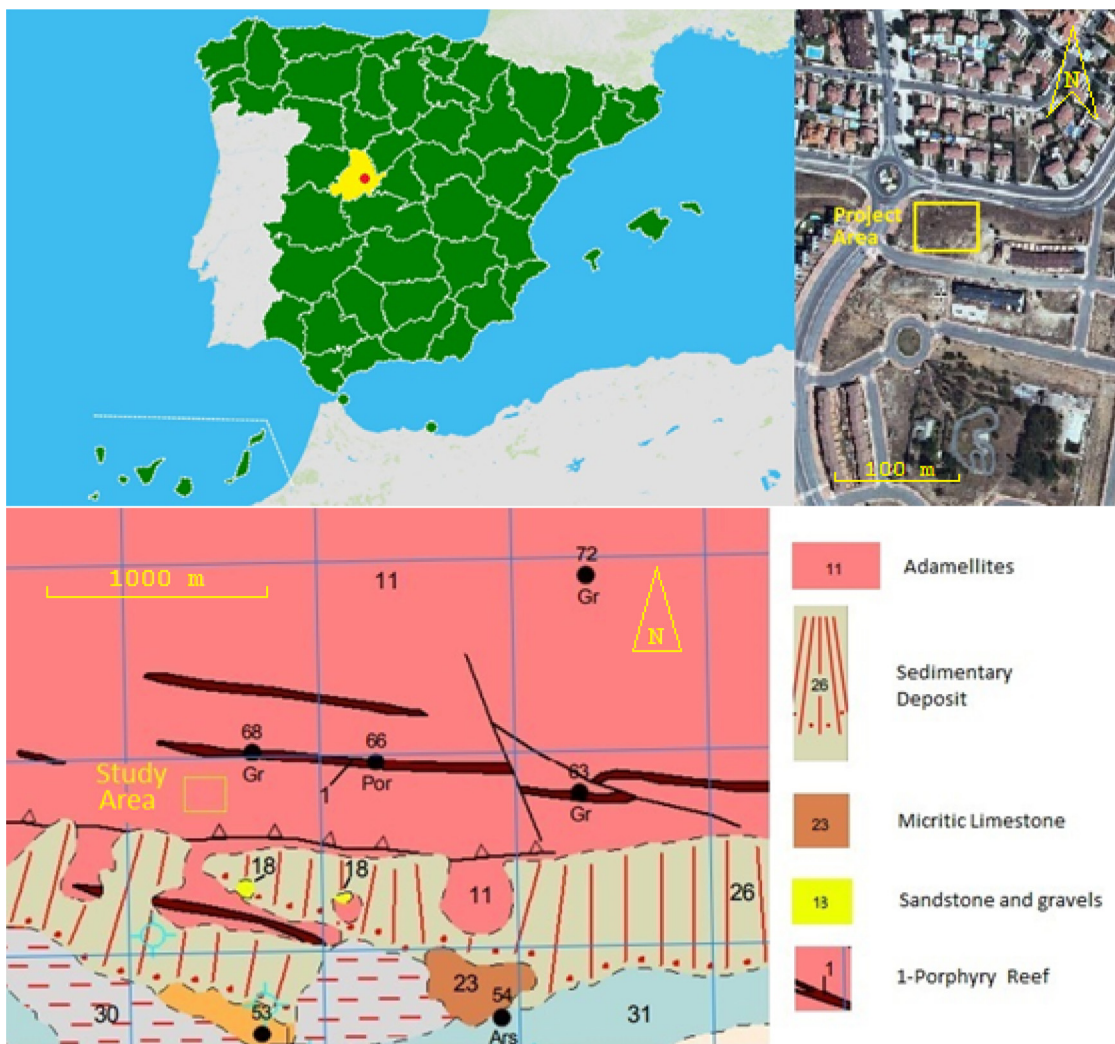 N
Project
Area
100 m
1000 m
11
72
Gr
N
68
66
63
Gr
1
Por
Gr
Study
Area
18
18
11
26
30
53
23
54
Ars
31
11
Adamellites
26
Sedimentary
Deposit
23
Micritic Limestone
13
Sandstone and gravels
1
1-Porphyry Reef